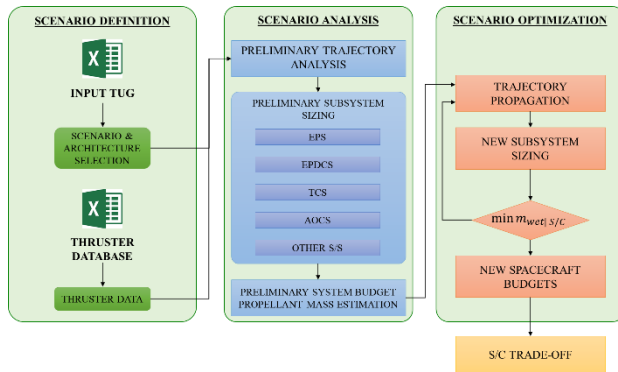 SCENARIO DEFINITION
INPUT TUG
SCENARIO &
ARCHITECTURE
SELECTION
THRUSTER
DATABASE
THRUSTER DATA
SCENARIO ANALYSIS
PRELIMINARY TRAJECTORY
ANALYSIS
PRELIMINARY SUBSYSTEM
SIZING
EPS
EPDCS
TCS
AOCS
OTHER S/S
PRELIMINARY SYSTEM BUDGET
PROPELLANT MASS ESTIMATION
SCENARIO OPTIMIZATION
TRAJECTORY
PROPAGATION
NEW SUBSYSTEM
SIZING
min m_wet| S/C
NEW SPACECRAFT
BUDGETS
S/C TRADE-OFF